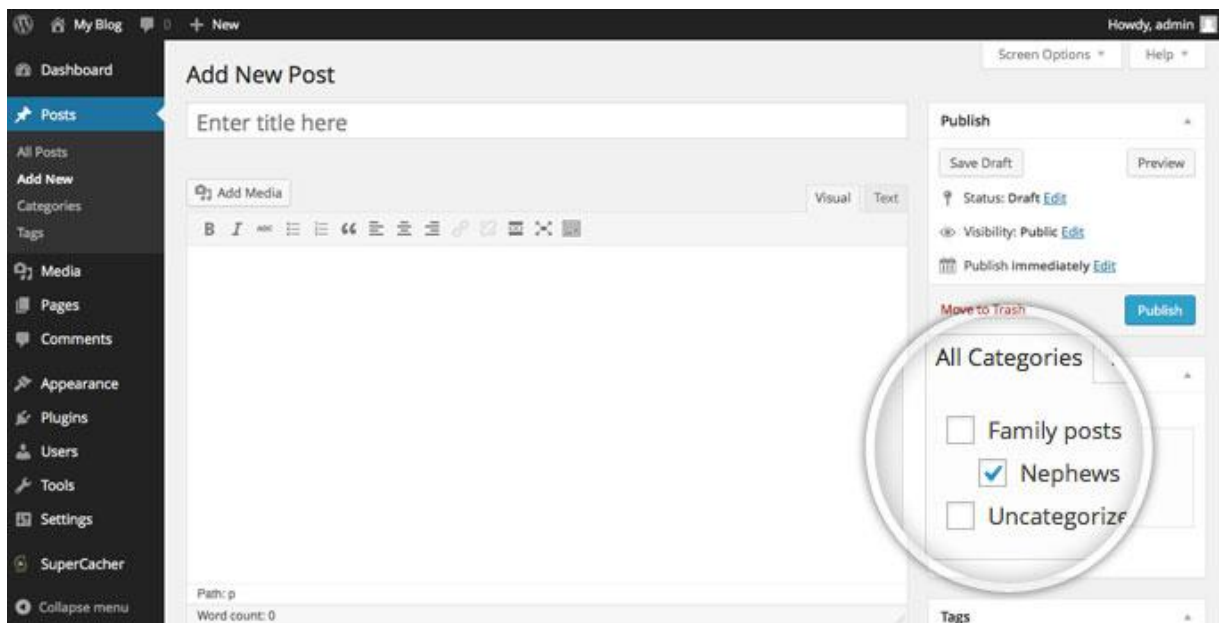 My Blog 0 + New Howdy, admin
Screen Options Help
Dashboard
Posts
All Posts
Add New
Categories
Tags
Media
Pages
Comments
Appearance
Plugins
Users
Tools
Settings
SuperCacher
Collapse menu
Add New Post
Enter title here
Add Media
Visual Text
B I ABC
Path: p
Word count: 0
Publish
Save Draft Preview
Status: Draft Edit
Visibility: Public Edit
Publish immediately Edit
Move to Trash Publish
All Categories
Family posts
Nephews
Uncategorize
Tags